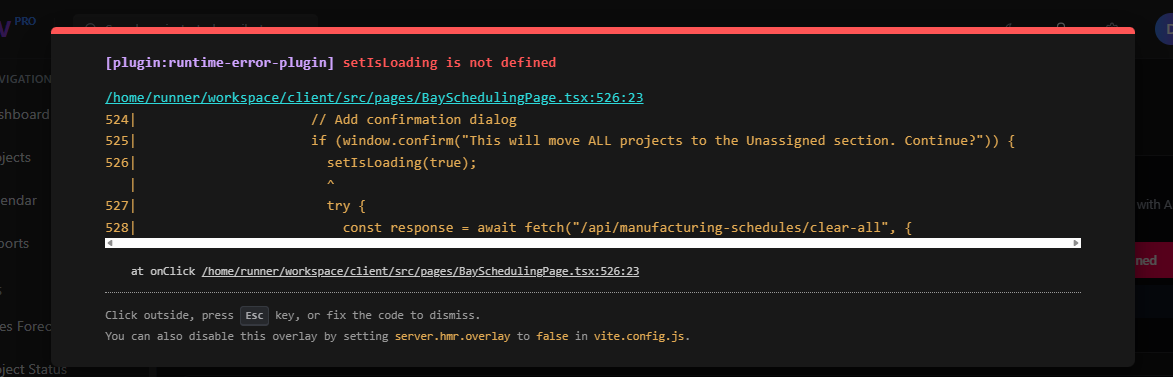 PRO
[plugin:runtime-error-plugin] setIsLoading is not defined
/home/runner/workspace/client/src/pages/BaySchedulingPage.tsx:526:23
524| // Add confirmation dialog
525| if (window.confirm("This will move ALL projects to the Unassigned section. Continue?")) {
526| setIsLoading(true);
| ^
527| try {
528| const response = await fetch("/api/manufacturing-schedules/clear-all", {
at onClick /home/runner/workspace/client/src/pages/BaySchedulingPage.tsx:526:23
Click outside, press Esc key, or fix the code to dismiss.
You can also disable this overlay by setting server.hmr.overlay to false in vite.config.js.
VIGATION
shboard
jects
endar
ports
es Forec
ject Status
with A
ned